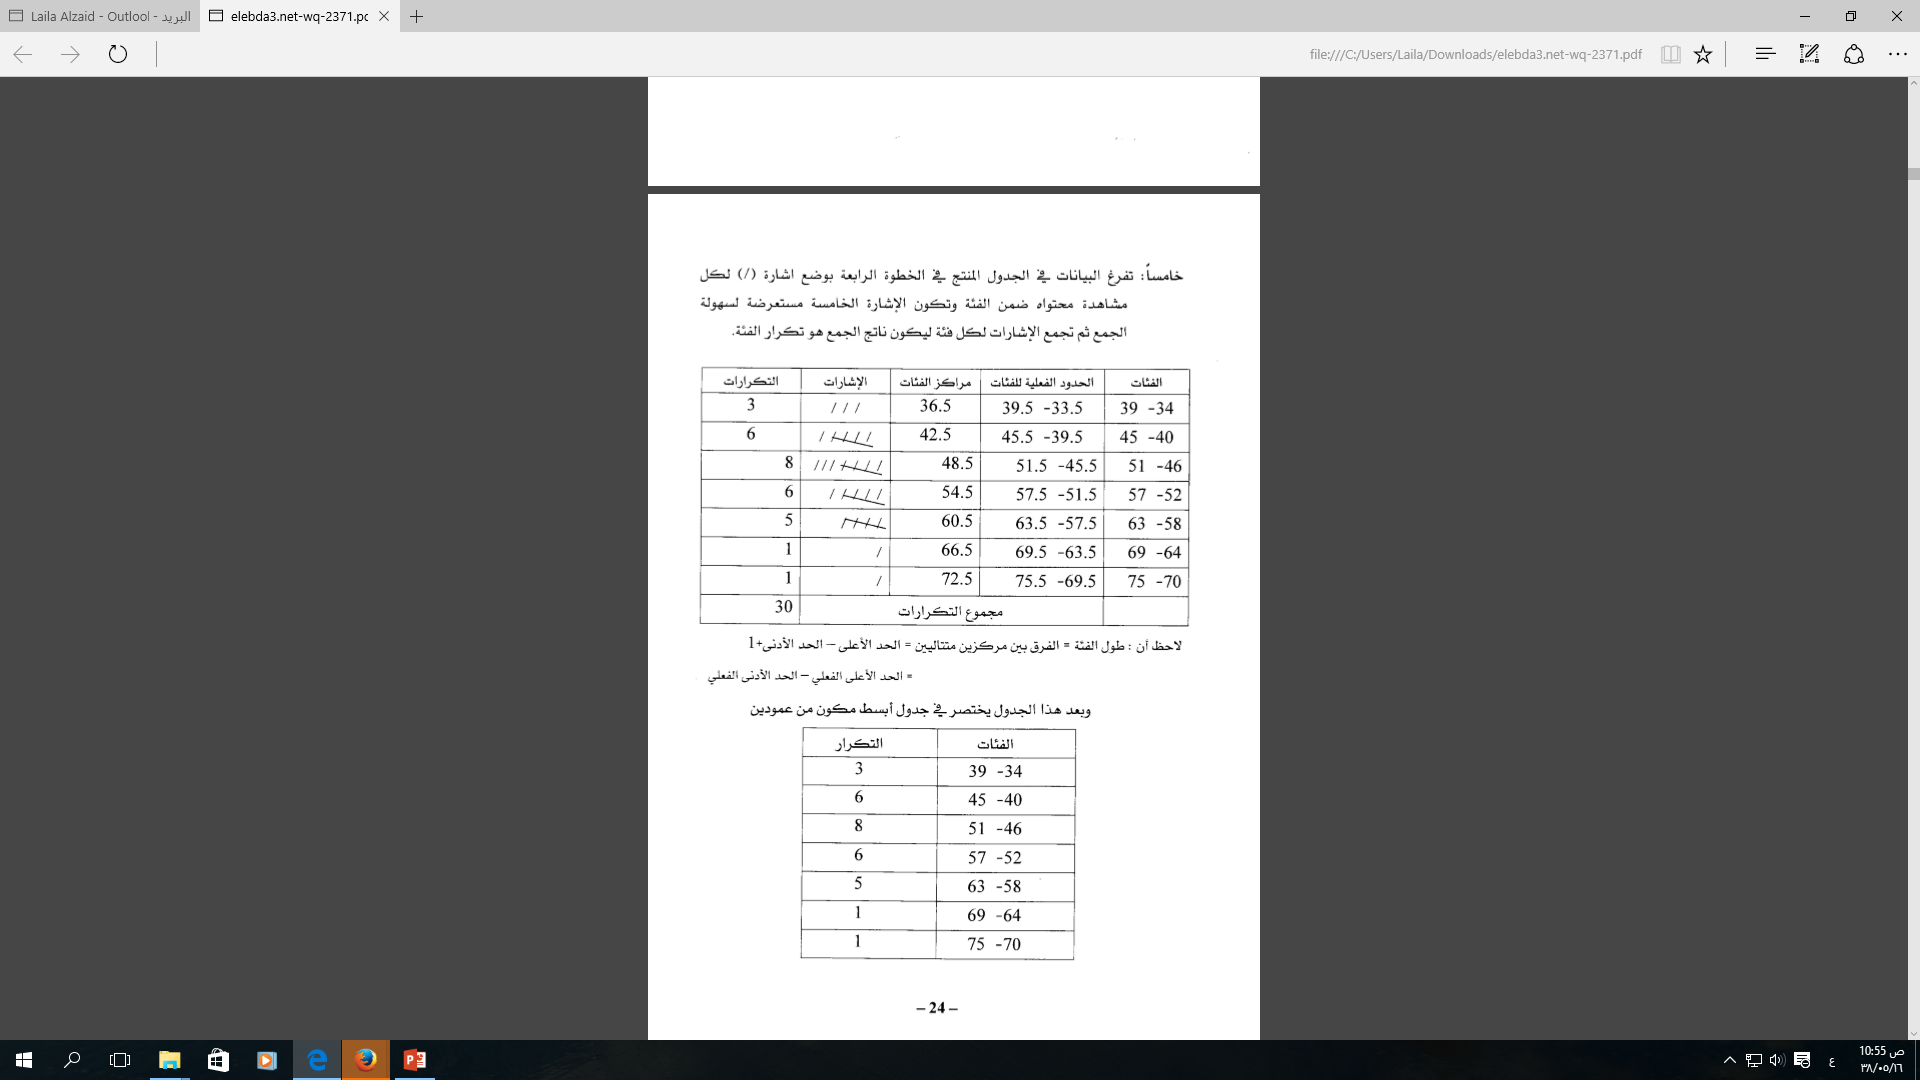 Laila Alzaid - Outlool - البريد
elebda3.net-wq-2371.pc
file:///C:/Users/Laila/Downloads/elebda3.net-wq-2371.pdf
خامساً: تفرغ البيانات في الجدول المنتج في الخطوة الرابعة بوضع اشارة (/) لكل
مشاهدة محتواه ضمن الفئة وتكون الإشارة الخامسة مستعرضة لسهولة
الجمع ثم تجمع الإشارات لكل فئة ليكون ناتج الجمع هو تكرار الفئة.
الفئات الحدود الفعلية للفئات مراكز الفئات الإشارات التكرارات
34- 39 33.5- 39.5 36.5 /// 3
40- 45 39.5- 45.5 42.5 //// / 6
46- 51 45.5- 51.5 48.5 //// /// 8
52- 57 51.5- 57.5 54.5 //// / 6
58- 63 57.5- 63.5 60.5 //// 5
64- 69 63.5- 69.5 66.5 / 1
70- 75 69.5- 75.5 72.5 / 1
مجموع التكرارات 30
لاحظ أن : طول الفئة = الفرق بين مركزين متتاليين = الحد الأعلى – الحد الأدنى+1
= الحد الأعلى الفعلي – الحد الأدنى الفعلي
وبعد هذا الجدول يختصر في جدول أبسط مكون من عمودين
الفئات التكرار
34- 39 3
40- 45 6
46- 51 8
52- 57 6
58- 63 5
64- 69 1
70- 75 1
– 24 –
ع
10:55 ص
٣٨/٠٥/١٦